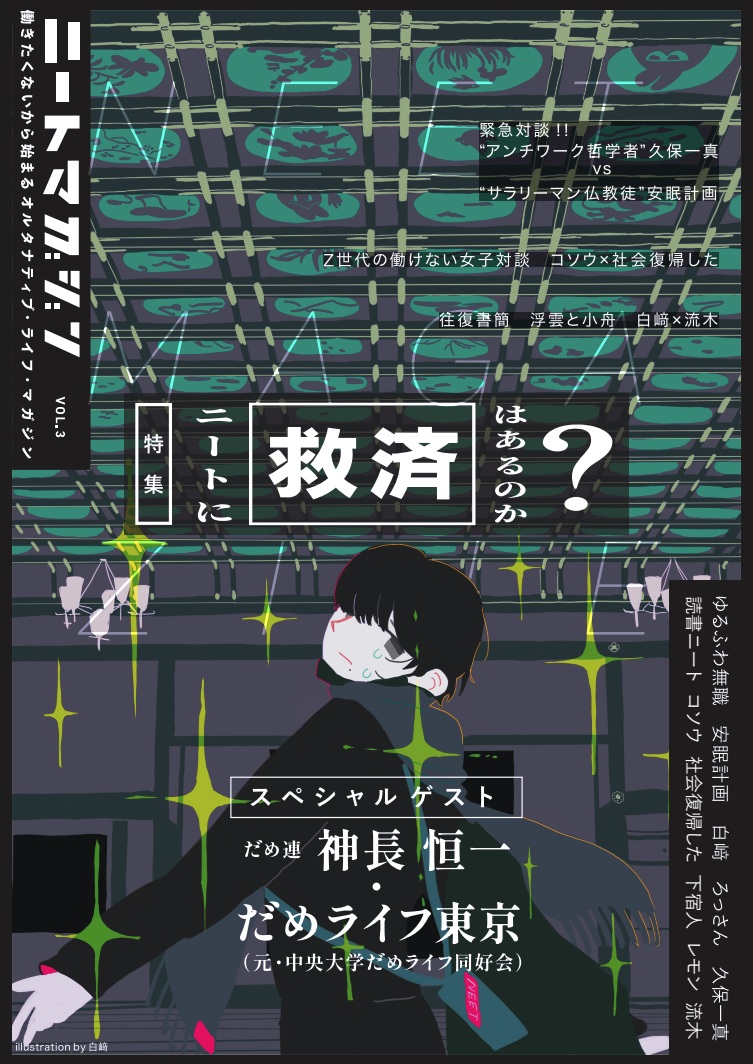 ニートマガジン
VOL.3
働きたくないから始まるオルタナティブ・ライフ・マガジン
NEET
MAGA
ZINE
緊急対談!!
“アンチワーク哲学者”久保一真
vs
“サラリーマン仏教徒”安眠計画
Z世代の働けない女子対談　コソウ×社会復帰した
往復書簡　浮雲と小舟　白﨑×流木
特集
ニートに
救済
はあるのか
?
スペシャルゲスト
だめ連　神長 恒一
・
だめライフ東京
（元・中央大学だめライフ同好会）
ゆるふわ無職　安眠計画　白﨑　ろっさん　久保一真
読書ニート　コソウ　社会復帰した　下宿人　レモン　流木
NEET
illustration by 白﨑